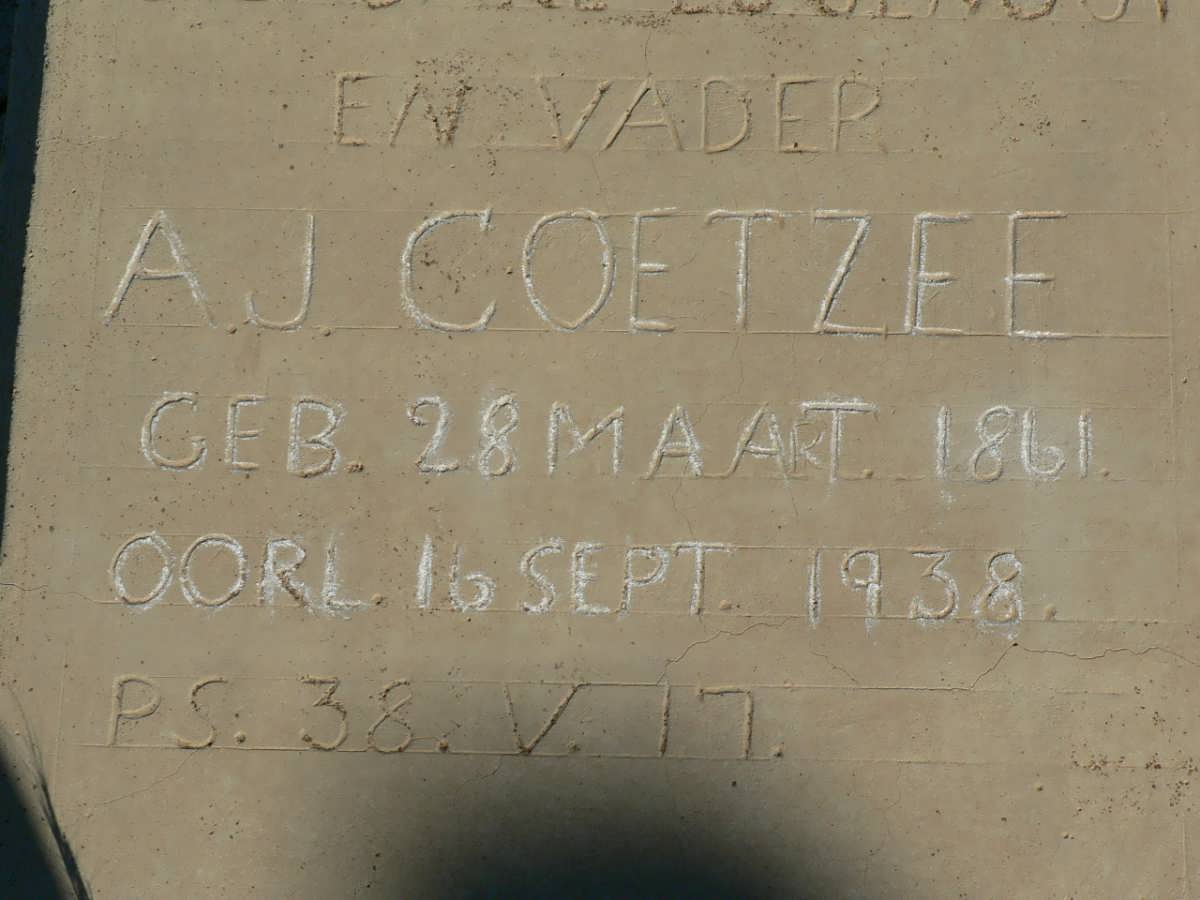 EN VADER
A.J. COETZEE
GEB. 28 MAART. 1861.
OORL. 16 SEPT. 1938.
PS. 38. V. 17.